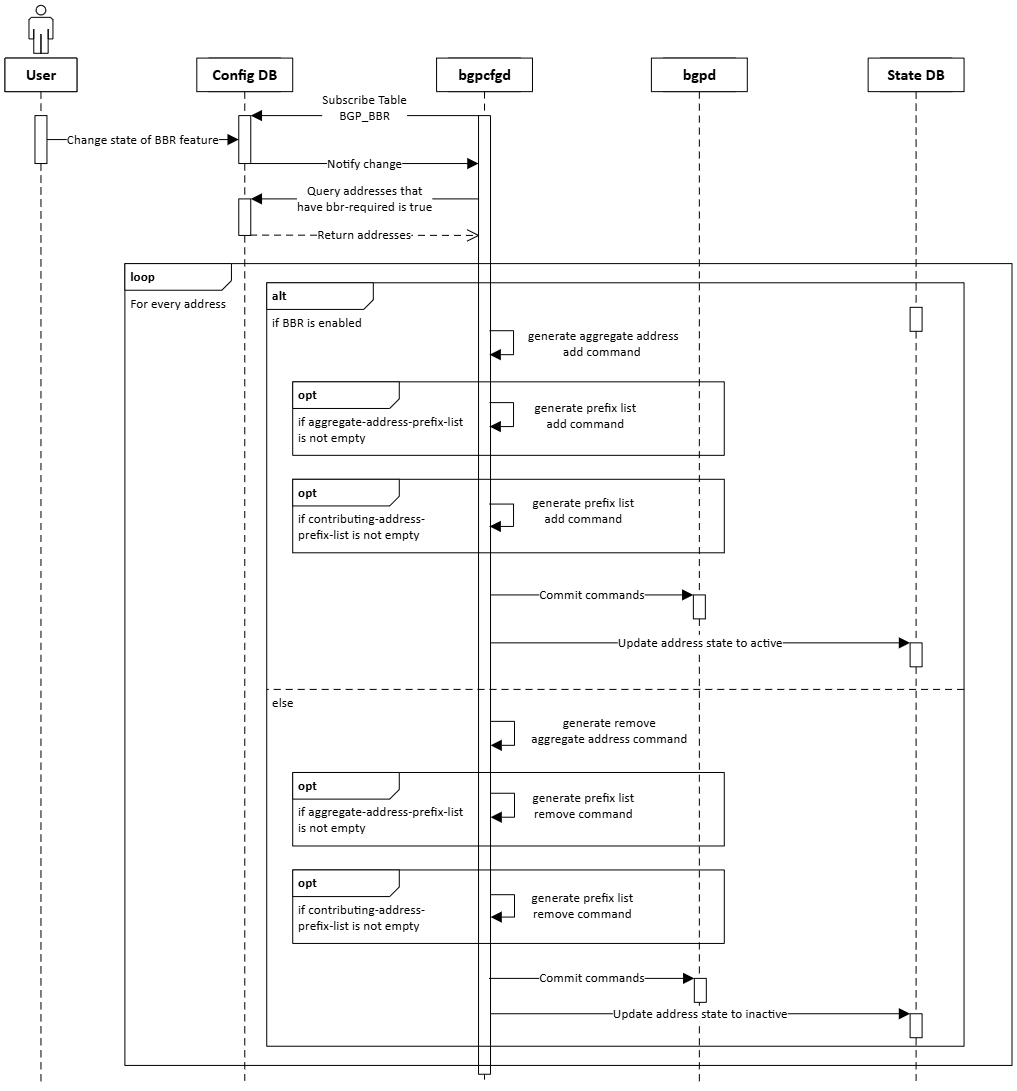 User
Config DB
bgpcfgd
bgpd
State DB
Subscribe Table
BGP_BBR
Change state of BBR feature
Notify change
Query addresses that
have bbr-required is true
Return addresses
loop
For every address
alt
if BBR is enabled
generate aggregate address
add command
opt
if aggregate-address-prefix-list
is not empty
generate prefix list
add command
opt
if contributing-address-
prefix-list is not empty
generate prefix list
add command
Commit commands
Update address state to active
else
generate remove
aggregate address command
opt
if aggregate-address-prefix-list
is not empty
generate prefix list
remove command
opt
if contributing-address-
prefix-list is not empty
generate prefix list
remove command
Commit commands
Update address state to inactive